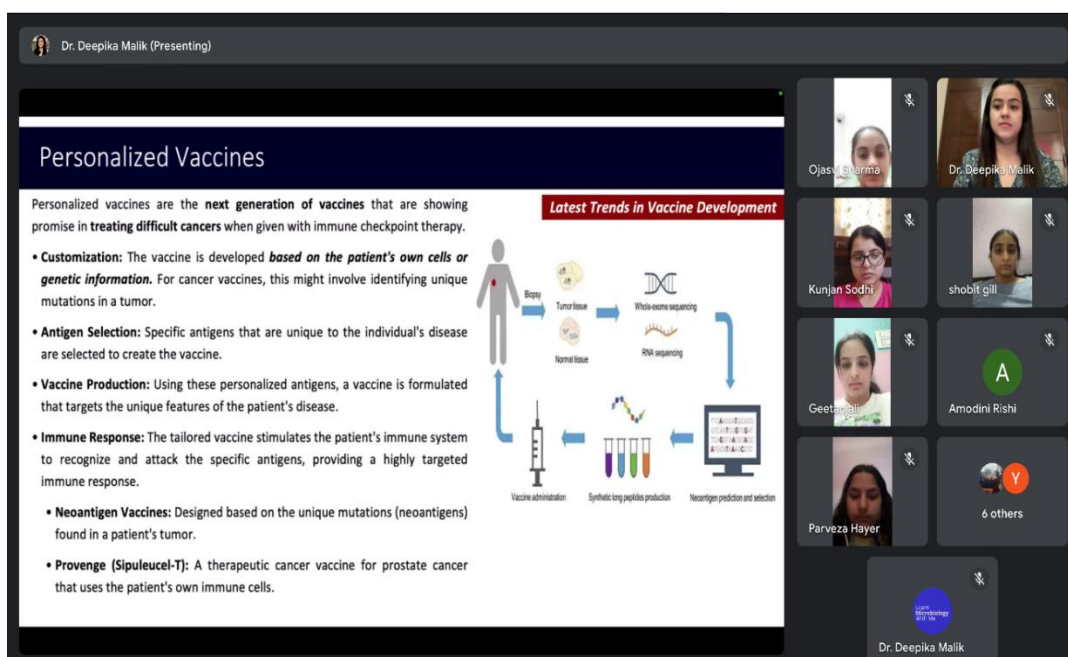 Dr. Deepika Malik (Presenting)
Personalized Vaccines
Personalized vaccines are the next generation of vaccines that are showing
promise in treating difficult cancers when given with immune checkpoint therapy.
• Customization: The vaccine is developed based on the patient's own cells or
genetic information. For cancer vaccines, this might involve identifying unique
mutations in a tumor.
• Antigen Selection: Specific antigens that are unique to the individual's disease
are selected to create the vaccine.
• Vaccine Production: Using these personalized antigens, a vaccine is formulated
that targets the unique features of the patient's disease.
• Immune Response: The tailored vaccine stimulates the patient's immune system
to recognize and attack the specific antigens, providing a highly targeted
immune response.
• Neoantigen Vaccines: Designed based on the unique mutations (neoantigens)
found in a patient's tumor.
• Provenge (Sipuleucel-T): A therapeutic cancer vaccine for prostate cancer
that uses the patient's own immune cells.
Latest Trends in Vaccine Development
Biopsy
Tumor tissue
Normal tissue
Whole-exome sequencing
RNA sequencing
Vaccine administration
Synthetic long peptides production
Neoantigen prediction and selection
Dr. Deepika Malik
Kunjan Sodhi
shobit gill
A
Amodini Rishi
Parveza Hayer
Y
6 others
Learn
Microbiology
With Me
Dr. Deepika Malik